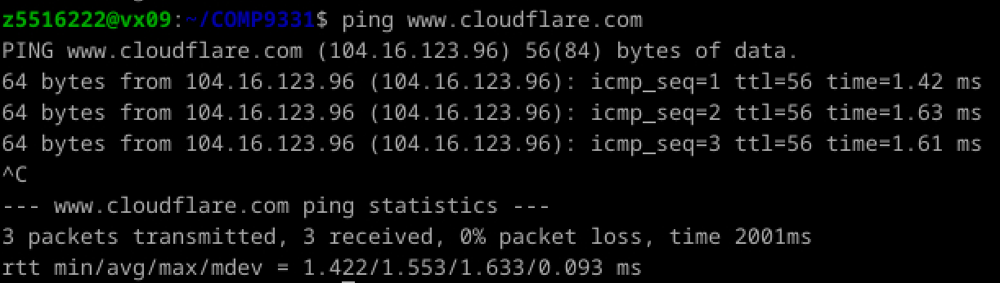 z5516222@vx09:~/COMP9331$ ping www.cloudflare.com
PING www.cloudflare.com (104.16.123.96) 56(84) bytes of data.
64 bytes from 104.16.123.96 (104.16.123.96): icmp_seq=1 ttl=56 time=1.42 ms
64 bytes from 104.16.123.96 (104.16.123.96): icmp_seq=2 ttl=56 time=1.63 ms
64 bytes from 104.16.123.96 (104.16.123.96): icmp_seq=3 ttl=56 time=1.61 ms
^C
--- www.cloudflare.com ping statistics ---
3 packets transmitted, 3 received, 0% packet loss, time 2001ms
rtt min/avg/max/mdev = 1.422/1.553/1.633/0.093 ms